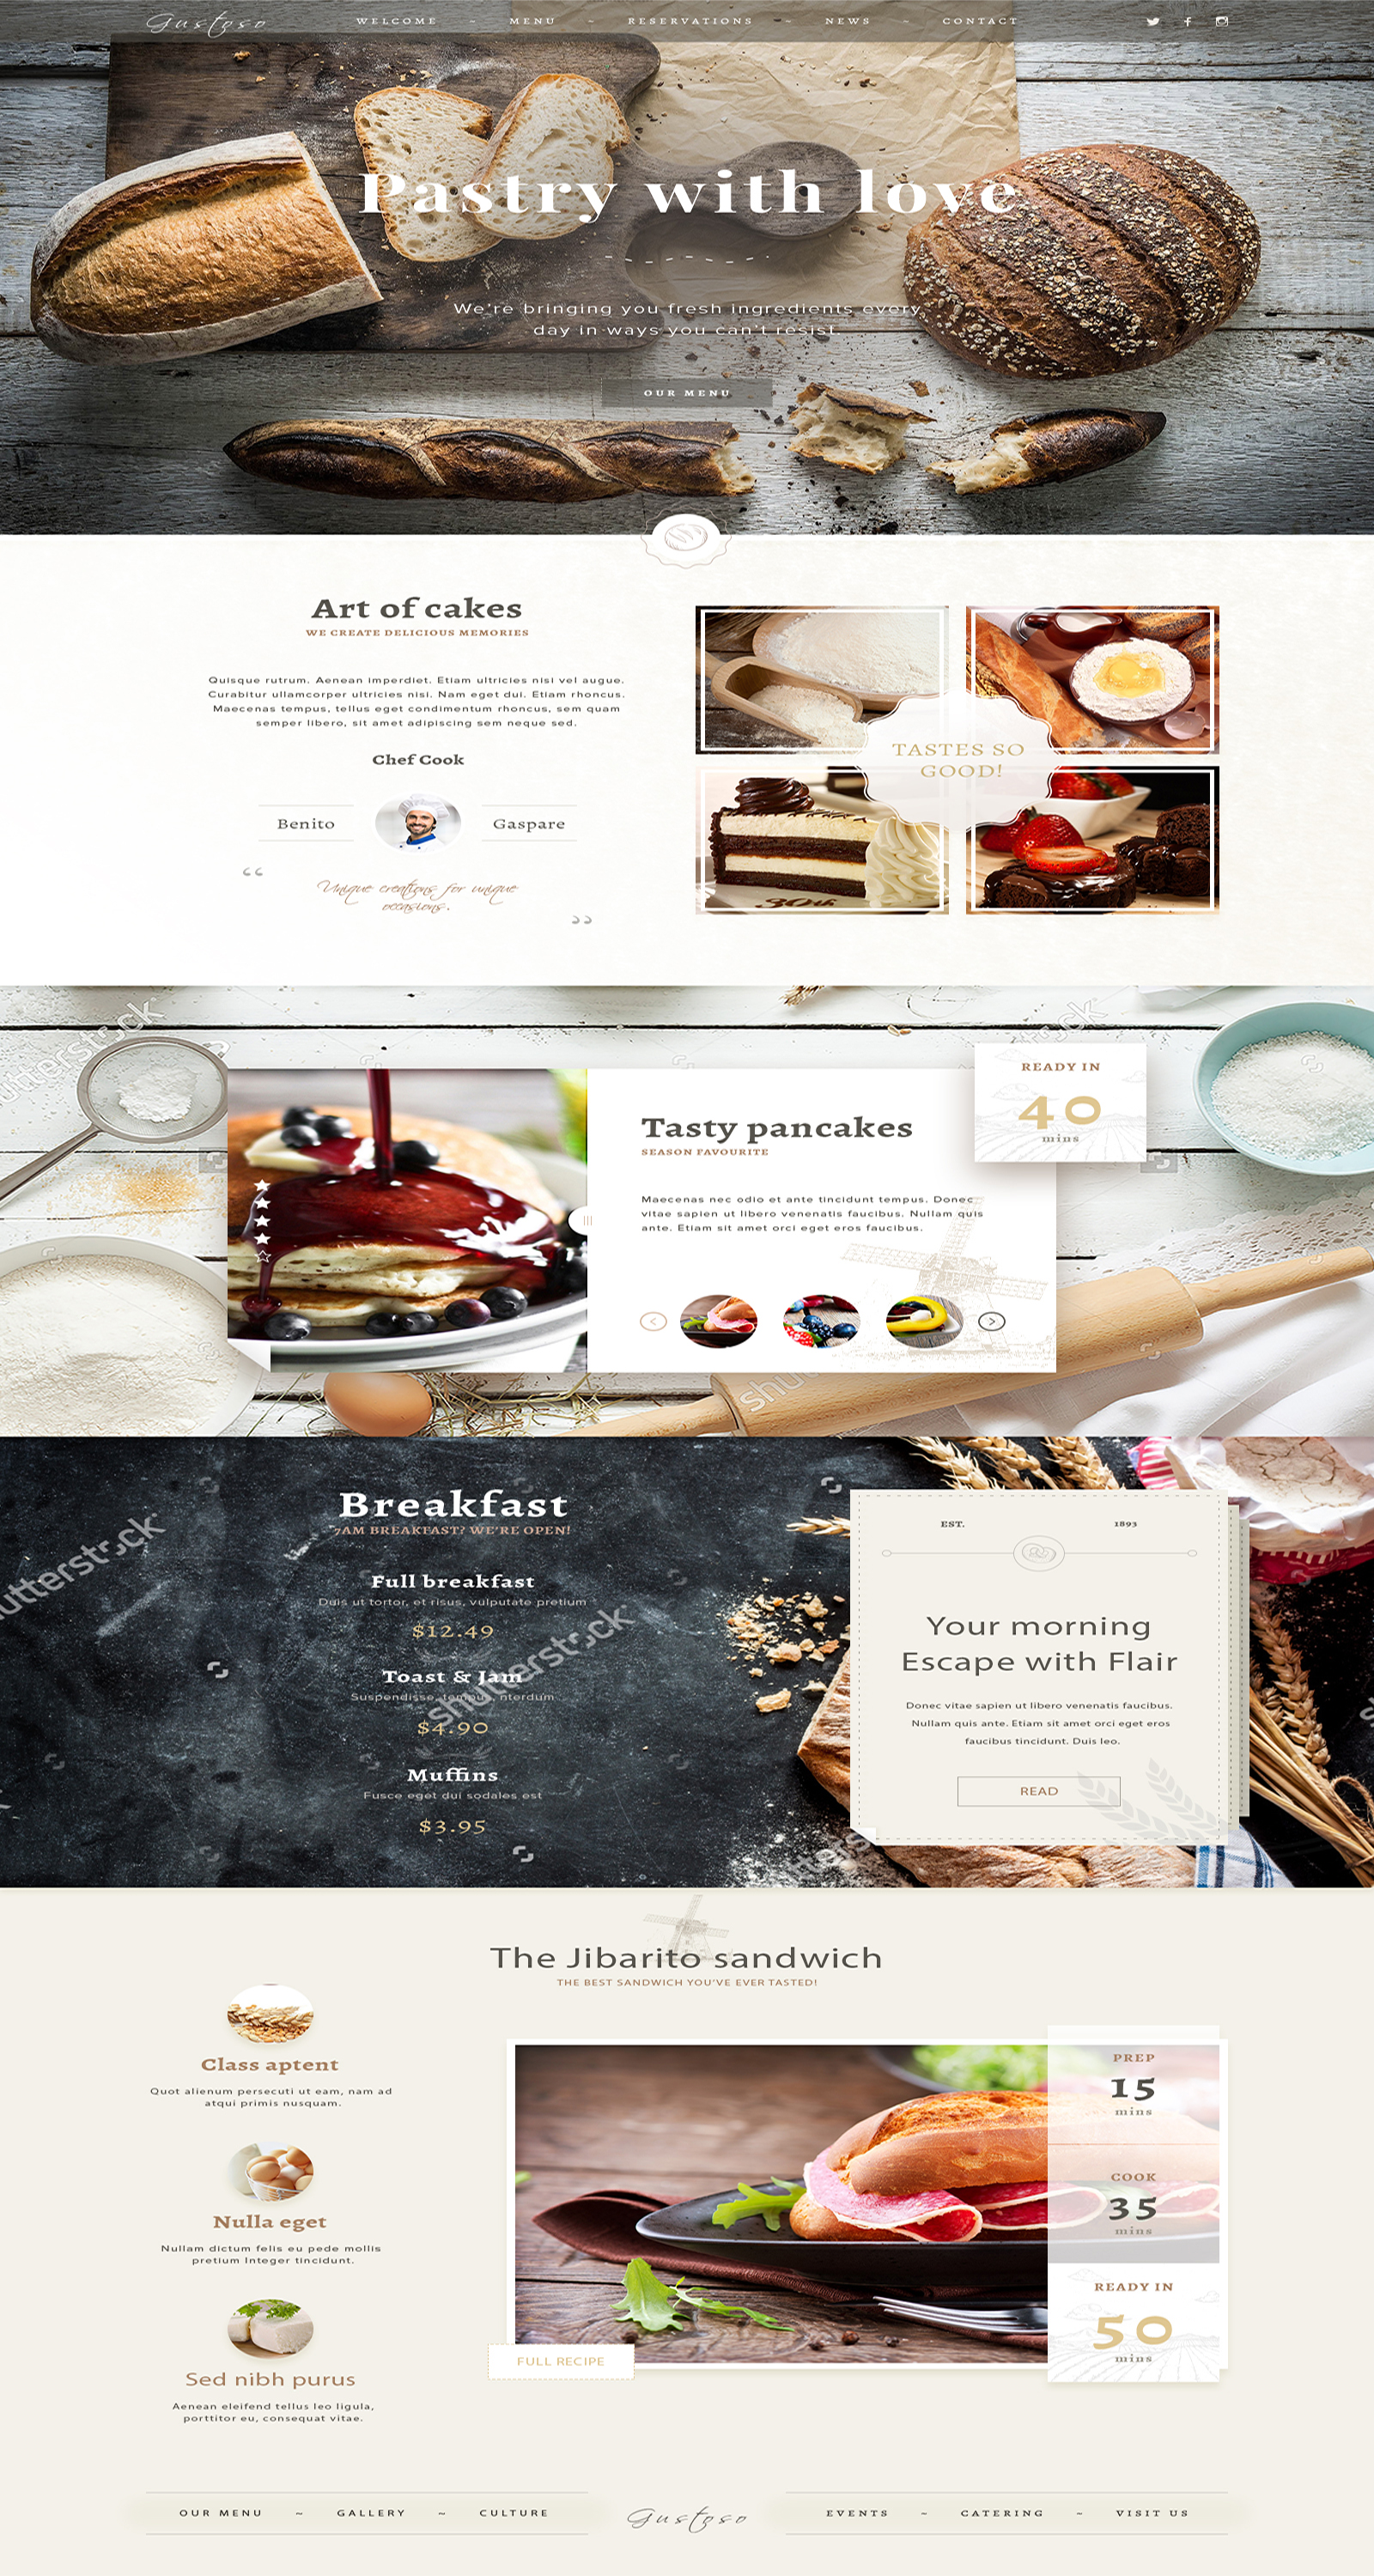 Gustoso
WELCOME ~ MENU ~ RESERVATIONS ~ NEWS ~ CONTACT
Pastry with love
We're bringing you fresh ingredients every
day in ways you can't resist.
OUR MENU
Art of cakes
WE CREATE DELICIOUS MEMORIES
Quisque rutrum. Aenean imperdiet. Etiam ultricies nisi vel augue.
Curabitur ullamcorper ultricies nisi. Nam eget dui. Etiam rhoncus.
Maecenas tempus, tellus eget condimentum rhoncus, sem quam
semper libero, sit amet adipiscing sem neque sed.
Chef Cook
Benito
Gaspare
“
Unique creations for unique
occasions.
”
TASTES SO
GOOD!
30th
shutterstock
shutterstock
READY IN
40
mins
Tasty pancakes
SEASON FAVOURITE
Maecenas nec odio et ante tincidunt tempus. Donec
vitae sapien ut libero venenatis faucibus. Nullam quis
ante. Etiam sit amet orci eget eros faucibus.
shutterstock
Breakfast
7AM BREAKFAST? WE'RE OPEN!
Full breakfast
Duis ut tortor, et risus, vulputate pretium
$12.49
Toast & Jam
Suspendisse, tempus, nterdum
$4.90
Muffins
Fusce eget dui sodales est
$3.95
shutterstock
shutterstock
shutterstock
EST. 1893
Your morning
Escape with Flair
Donec vitae sapien ut libero venenatis faucibus.
Nullam quis ante. Etiam sit amet orci eget eros
faucibus tincidunt. Duis leo.
READ
The Jibarito sandwich
THE BEST SANDWICH YOU'VE EVER TASTED!
Class aptent
Quot alienum persecuti ut eam, nam ad
atqui primis nusquam.
Nulla eget
Nullam dictum felis eu pede mollis
pretium Integer tincidunt.
Sed nibh purus
Aenean eleifend tellus leo ligula,
porttitor eu, consequat vitae.
PREP
15
mins
COOK
35
mins
READY IN
50
mins
FULL RECIPE
OUR MENU ~ GALLERY ~ CULTURE
Gustoso
EVENTS ~ CATERING ~ VISIT US